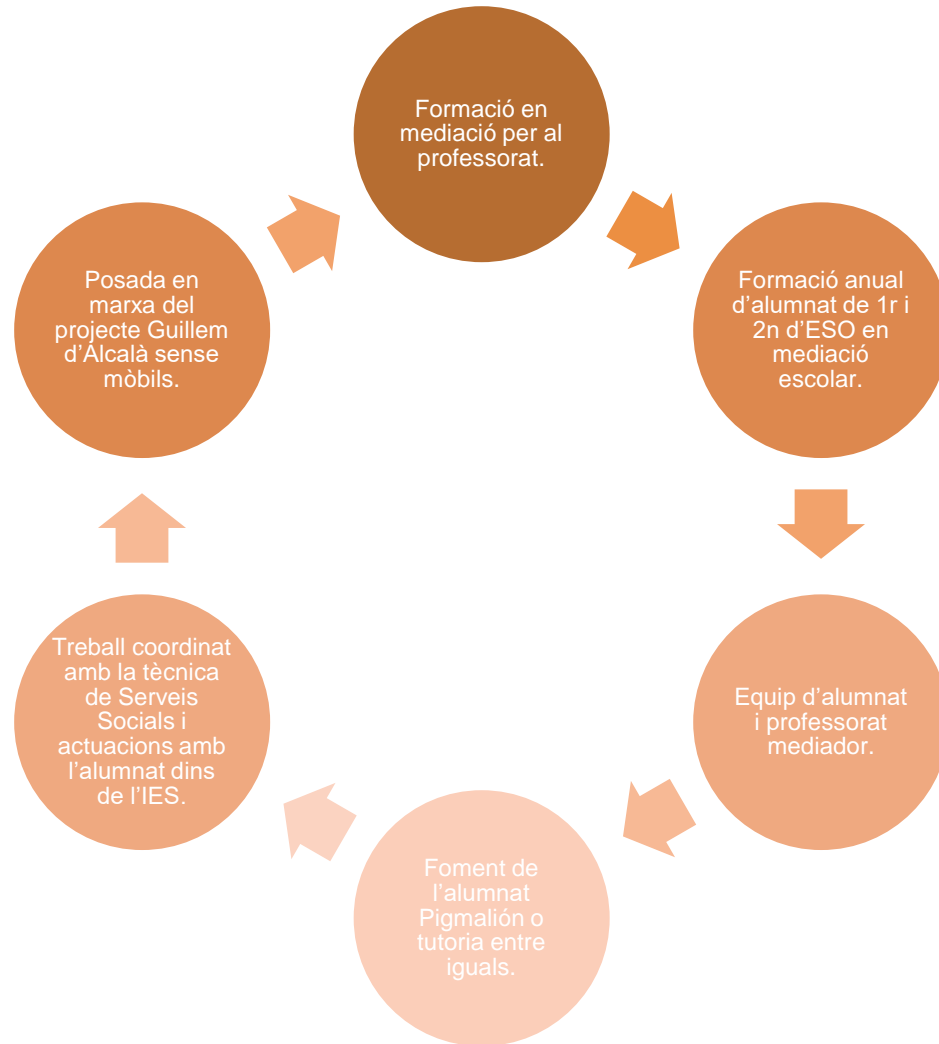 Formació en
mediació per al
professorat.
Formació anual
d’alumnat de 1r i
2n d’ESO en
mediació
escolar.
Equip d’alumnat
i professorat
mediador.
Foment de
l’alumnat
Pigmalión o
tutoria entre
iguals.
Treball coordinat
amb la tècnica
de Serveis
Socials i
actuacions amb
l’alumnat dins
de l’IES.
Posada en
marxa del
projecte Guillem
d’Alcalà sense
mòbils.